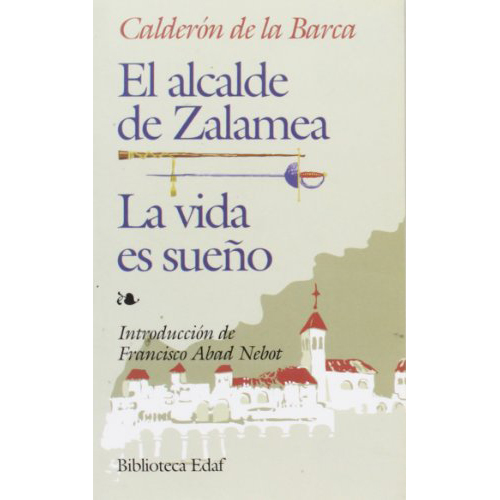 Calderón de la Barca
El alcalde
de Zalamea
La vida
es sueño
Introducción de
Francisco Abad Nebot
Biblioteca Edaf